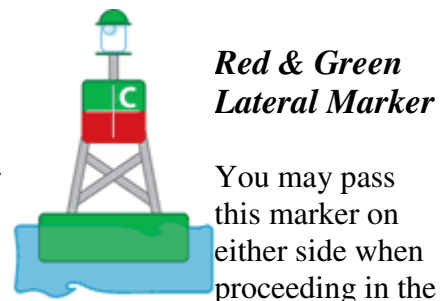 Red & Green
Lateral Marker
C
You may pass
this marker on
either side when
proceeding in the